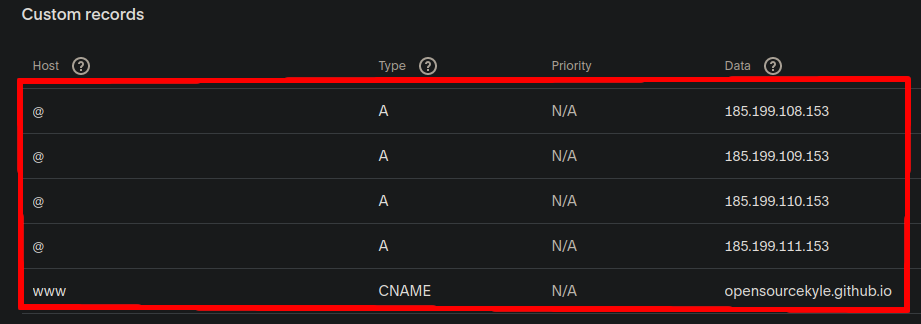 Custom records
Host ? Type ? Priority Data ?
@ A N/A 185.199.108.153
@ A N/A 185.199.109.153
@ A N/A 185.199.110.153
@ A N/A 185.199.111.153
www CNAME N/A opensourcekyle.github.io